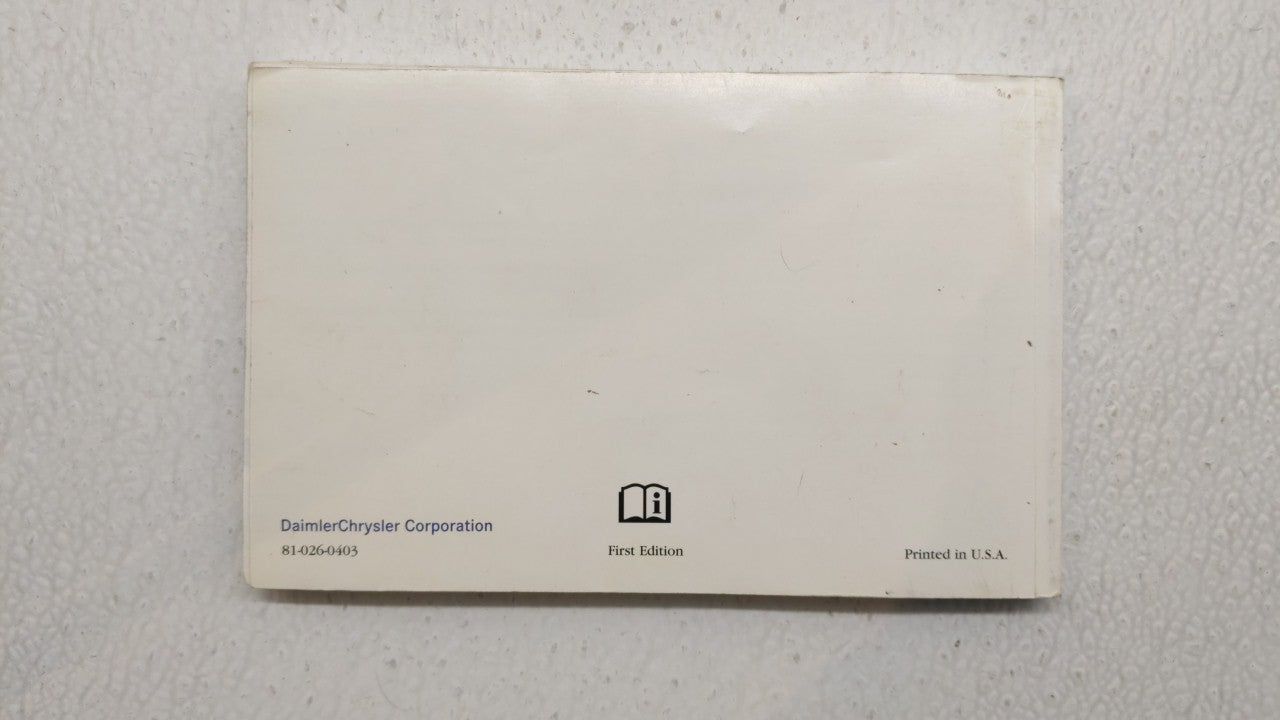 DaimlerChrysler Corporation
81-026-0403
i
First Edition
Printed in U.S.A.